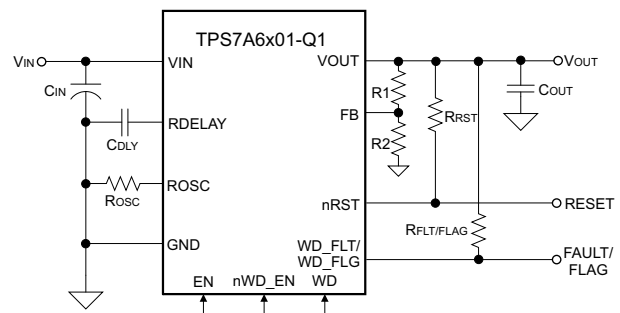 TPS7A6x01-Q1
VIN
VIN
VOUT
VOUT
CIN
R1
COUT
FB
RRST
CDLY
RDELAY
R2
ROSC
ROSC
nRST
RESET
RFLT/FLAG
GND
WD_FLT/
WD_FLG
FAULT/
FLAG
EN
nWD_EN
WD